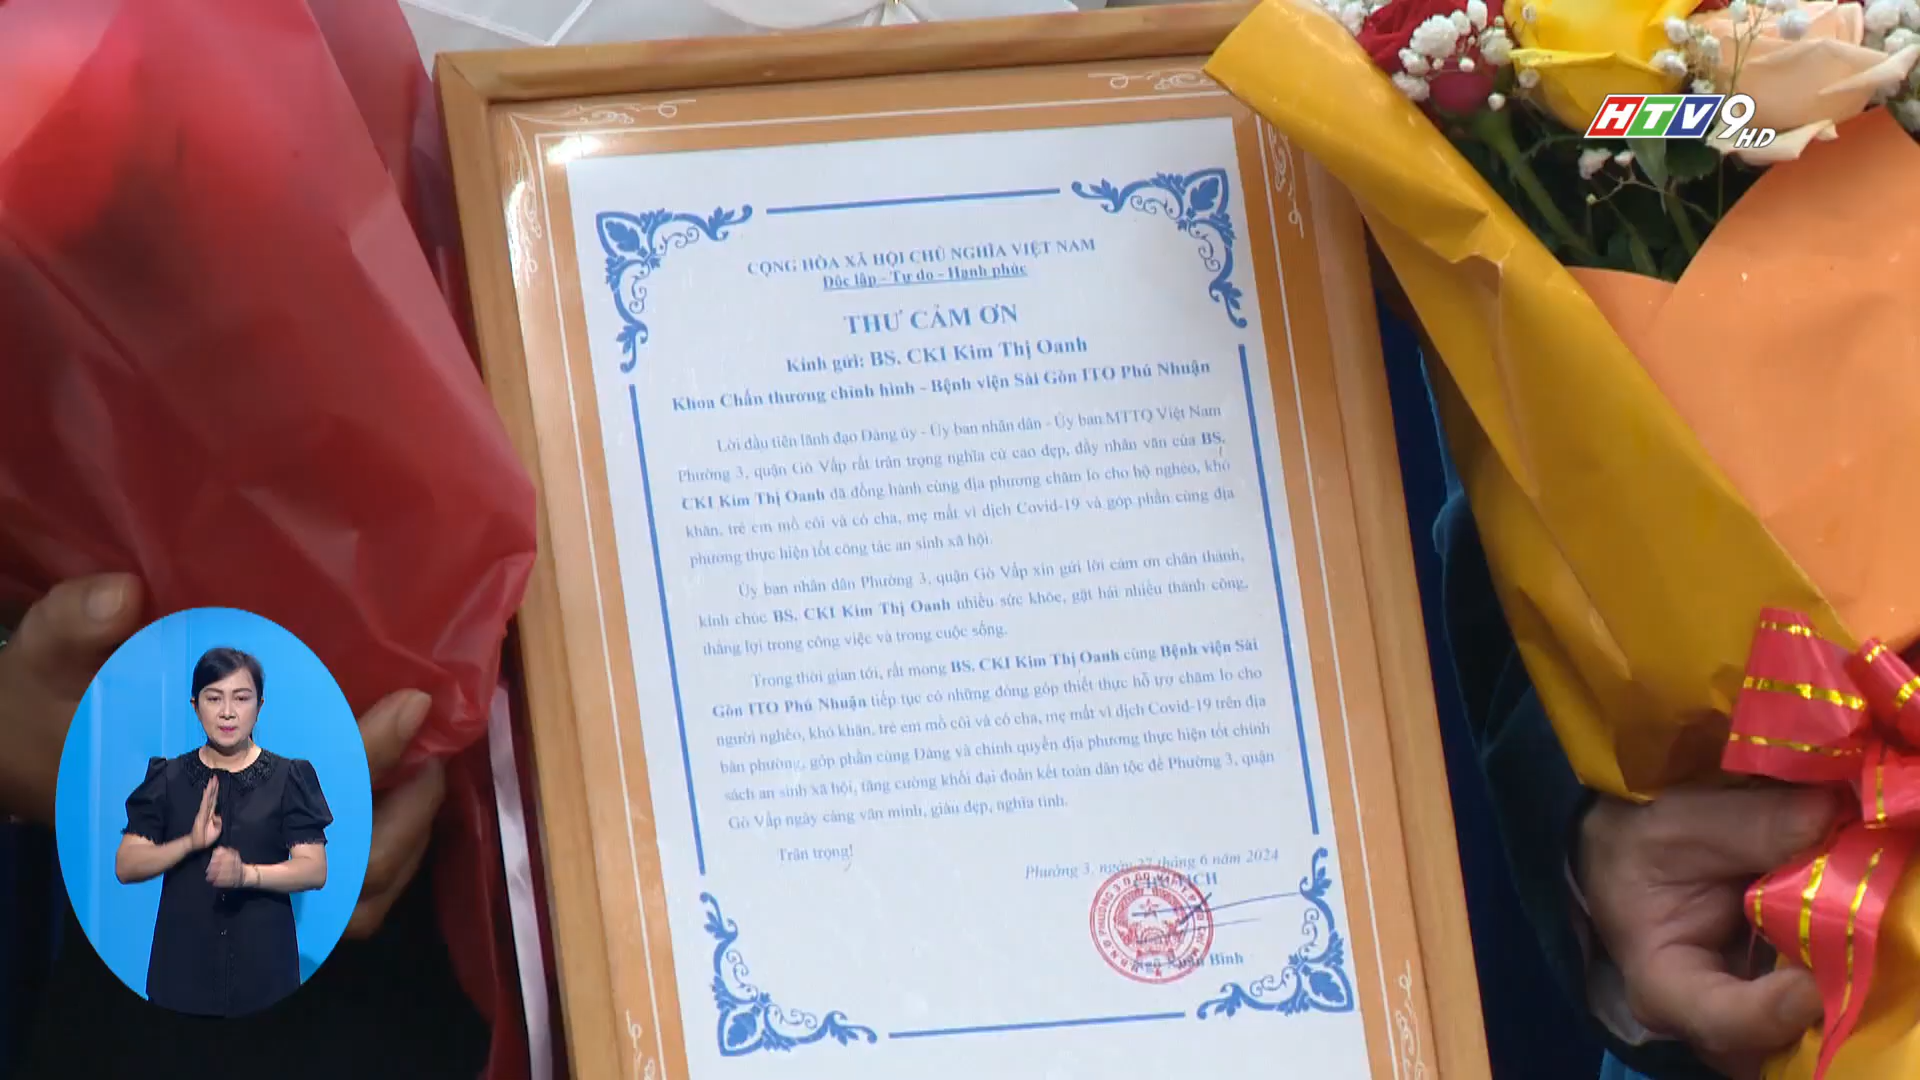 HTV9 HD
CỘNG HÒA XÃ HỘI CHỦ NGHĨA VIỆT NAM
Độc lập - Tự do - Hạnh phúc
THƯ CẢM ƠN
Kính gửi: BS. CKI Kim Thị Oanh
Khoa Chấn thương chỉnh hình - Bệnh viện Sài Gòn ITO Phú Nhuận
Lời đầu tiên lãnh đạo Đảng ủy - Ủy ban nhân dân - Ủy ban MTTQ Việt Nam
Phường 3, quận Gò Vấp rất trân trọng nghĩa cử cao đẹp, đầy nhân văn của BS.
CKI Kim Thị Oanh đã đồng hành cùng địa phương chăm lo cho hộ nghèo, khó
khăn, trẻ em mồ côi và có cha, mẹ mất vì dịch Covid-19 và góp phần cùng địa
phương thực hiện tốt công tác an sinh xã hội.
Ủy ban nhân dân Phường 3, quận Gò Vấp xin gửi lời cám ơn chân thành,
kính chúc BS. CKI Kim Thị Oanh nhiều sức khỏe, gặt hái nhiều thành công,
thắng lợi trong công việc và trong cuộc sống.
Trong thời gian tới, rất mong BS. CKI Kim Thị Oanh cùng Bệnh viện Sài
Gòn ITO Phú Nhuận tiếp tục có những đóng góp thiết thực hỗ trợ chăm lo cho
người nghèo, khó khăn, trẻ em mồ côi và có cha, mẹ mất vì dịch Covid-19 trên địa
bàn phường, góp phần cùng Đảng và chính quyền địa phương thực hiện tốt chính
sách an sinh xã hội, tăng cường khối đại đoàn kết toàn dân tộc để Phường 3, quận
Gò Vấp ngày càng văn minh, giàu đẹp, nghĩa tình.
Trân trọng!
Phường 3, ngày 27 tháng 6 năm 2024
CHỦ TỊCH
Bình